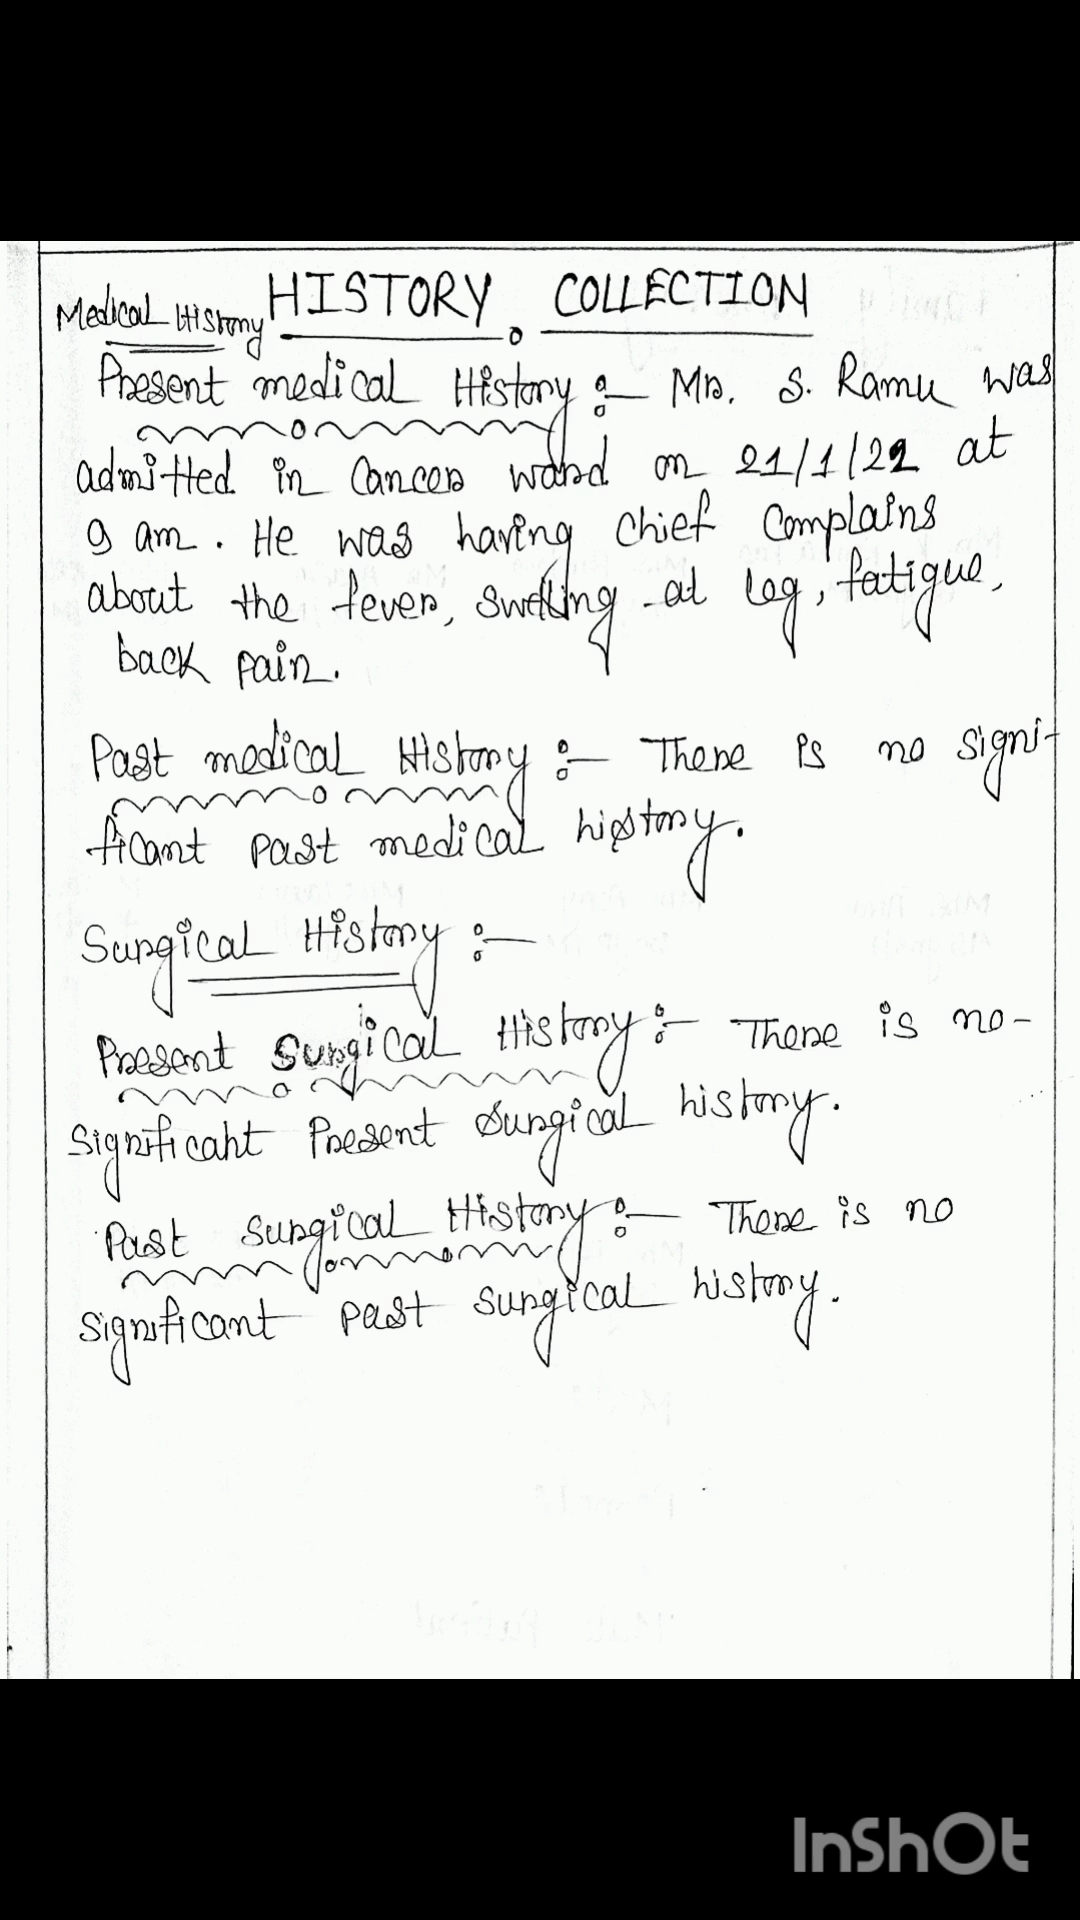 HISTORY COLLECTION
Medical History
Present medical History :- Mr. S. Ramu was
admitted in Cancer ward on 21/1/22 at
9 am. He was having chief Complains
about the fever, swelling at leg, fatigue,
back pain.
Past medical History :- There is no signi-
ficant past medical history.
Surgical History :-
Present Surgical History :- There is no-
significant Present surgical history.
Past surgical History :- There is no
significant past surgical history.
InShOt